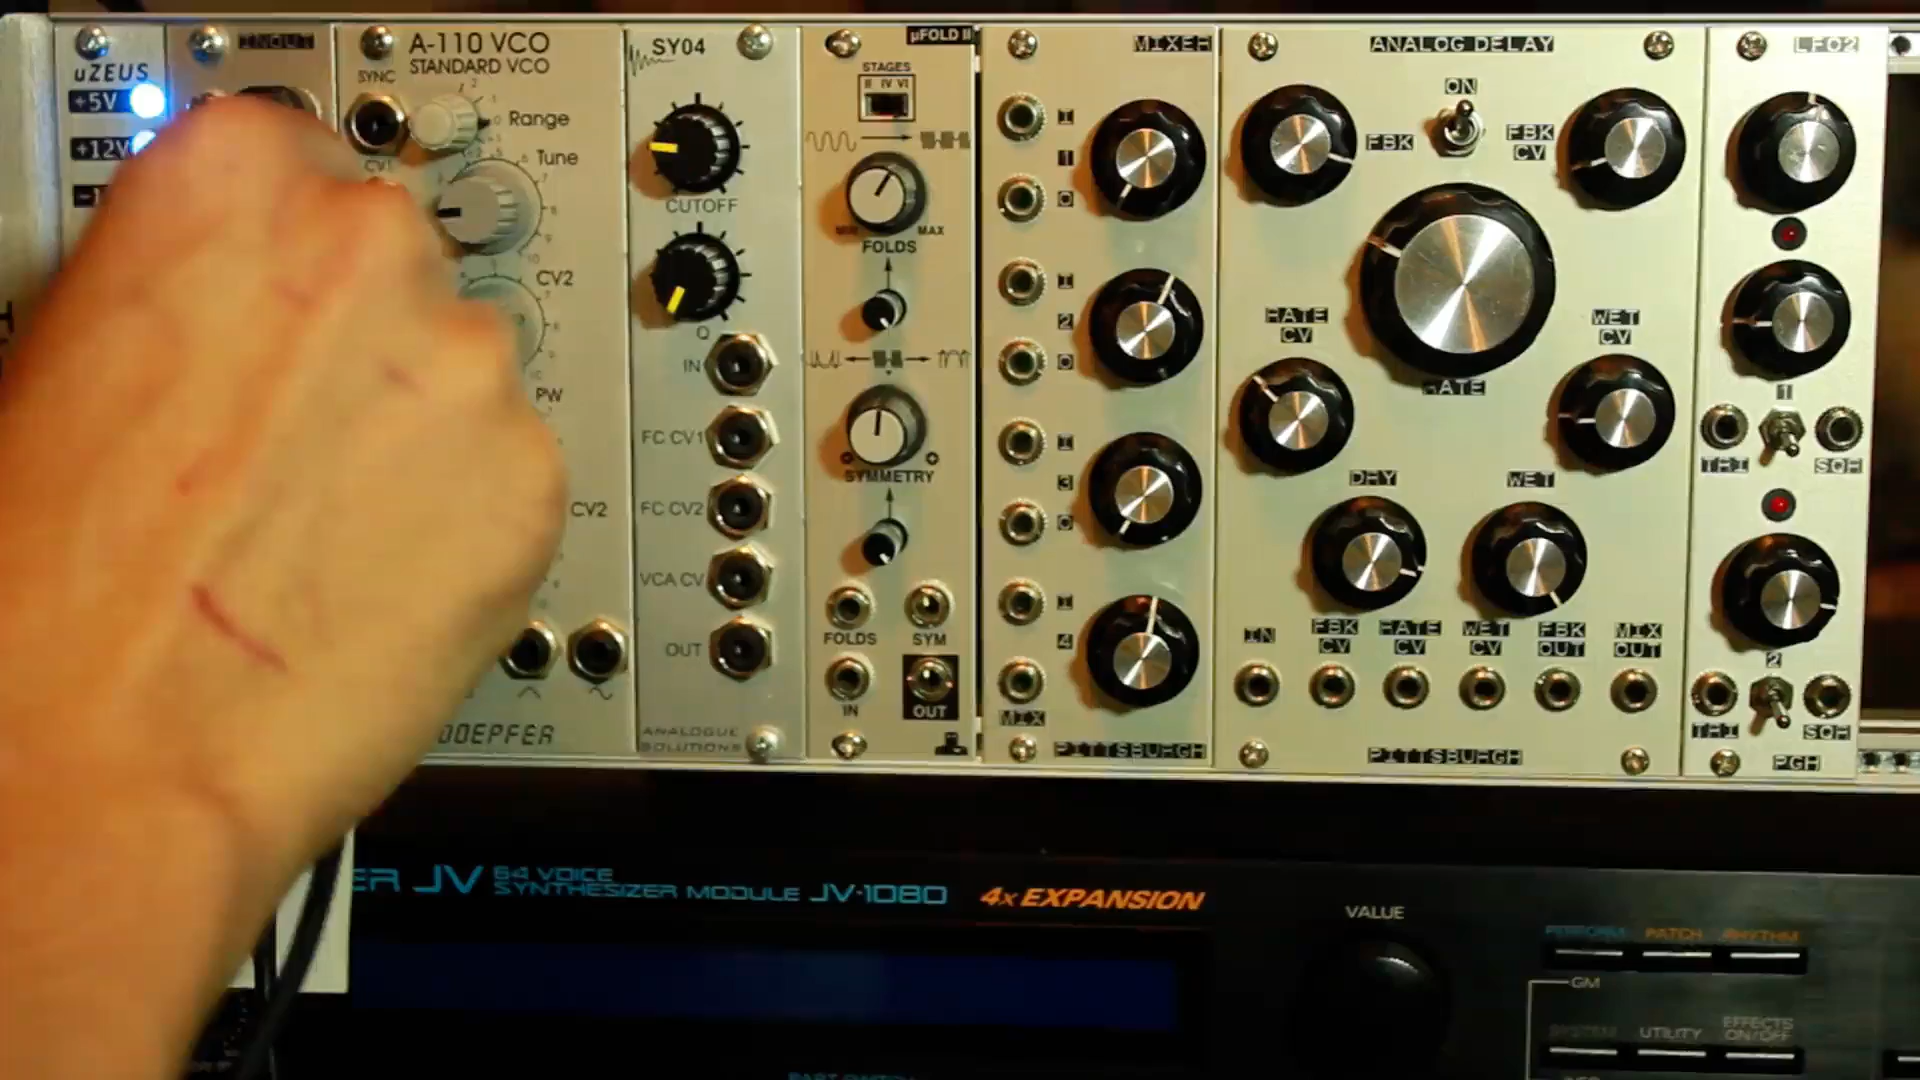 uZEUS
+5V
+12V
INOUT
A-110 VCO
STANDARD VCO
SYNC
Range
CV1
Tune
CV2
PW
CV2
DOEPFER
SY04
CUTOFF
Q
IN
FC CV1
FC CV2
VCA CV
OUT
ANALOGUE
SOLUTIONS
µFOLD II
STAGES
II IV VI
MIN MAX
FOLDS
SYMMETRY
FOLDS SYM
IN OUT
MIXER
I
1
O
I
2
O
I
3
O
I
4
MIX
PITTSBURGH
ANALOG DELAY
ON
FBK
FBK
CV
RATE
CV
WET
CV
RATE
DRY
WET
IN
FBK
CV
RATE
CV
WET
CV
FBK
OUT
MIX
OUT
PITTSBURGH
LFO2
1
TRI SQR
2
TRI SQR
PGH
ER JV 64 VOICE
SYNTHESIZER MODULE JV-1080
4x EXPANSION
VALUE
PERFORM PATCH RHYTHM
GM
SYSTEM UTILITY EFFECTS
ON/OFF